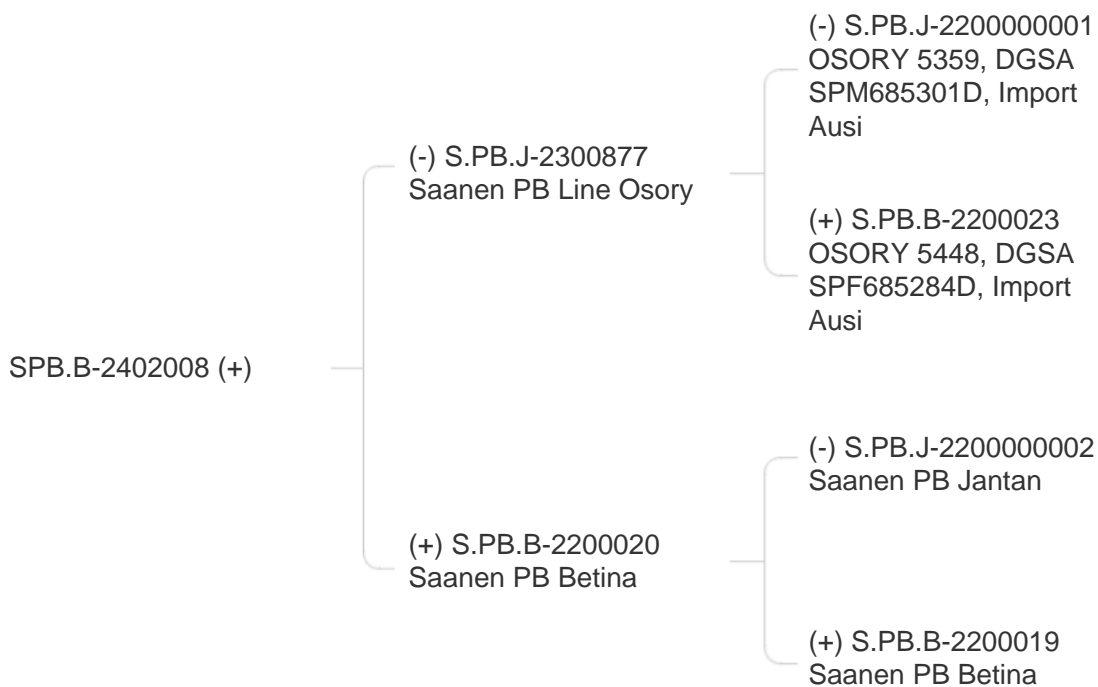 (-) S.PB.J-2200000001
OSORY 5359, DGSA
SPM685301D, Import
Ausi
(-) S.PB.J-2300877
Saanen PB Line Osory
(+) S.PB.B-2200023
OSORY 5448, DGSA
SPF685284D, Import
Ausi
SPB.B-2402008 (+)
(-) S.PB.J-2200000002
Saanen PB Jantan
(+) S.PB.B-2200020
Saanen PB Betina
(+) S.PB.B-2200019
Saanen PB Betina